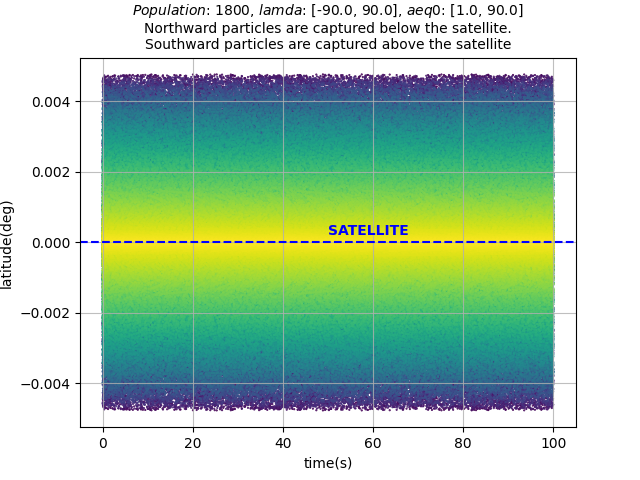 Population: 1800, lamda: [-90.0, 90.0], aeq0: [1.0, 90.0]
Northward particles are captured below the satellite.
Southward particles are captured above the satellite
0.004
0.002
SATELLITE
0.000
−0.002
−0.004
latitude(deg)
0 20 40 60 80 100
time(s)